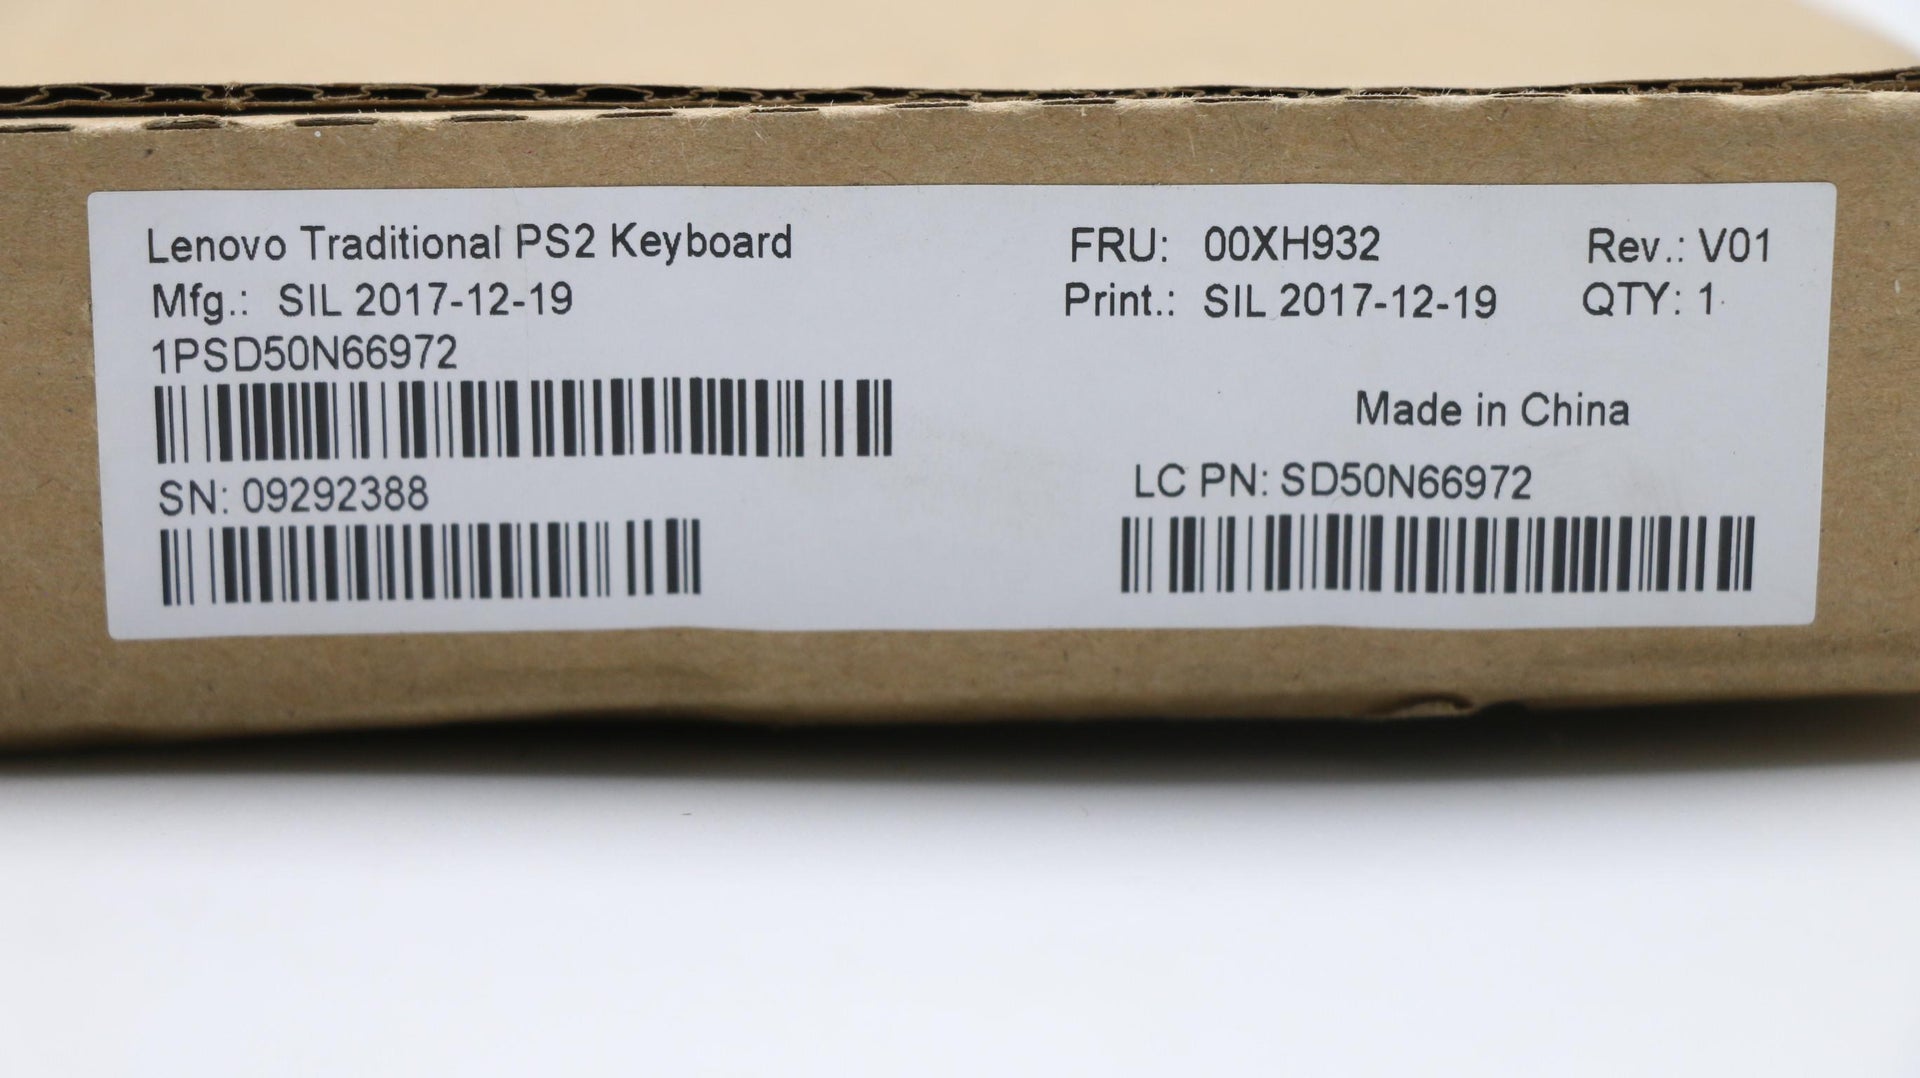 Lenovo Traditional PS2 Keyboard
FRU: 00XH932
Rev.: V01
Mfg.: SIL 2017-12-19
Print.: SIL 2017-12-19
QTY: 1
1PSD50N66972
Made in China
SN: 09292388
LC PN: SD50N66972